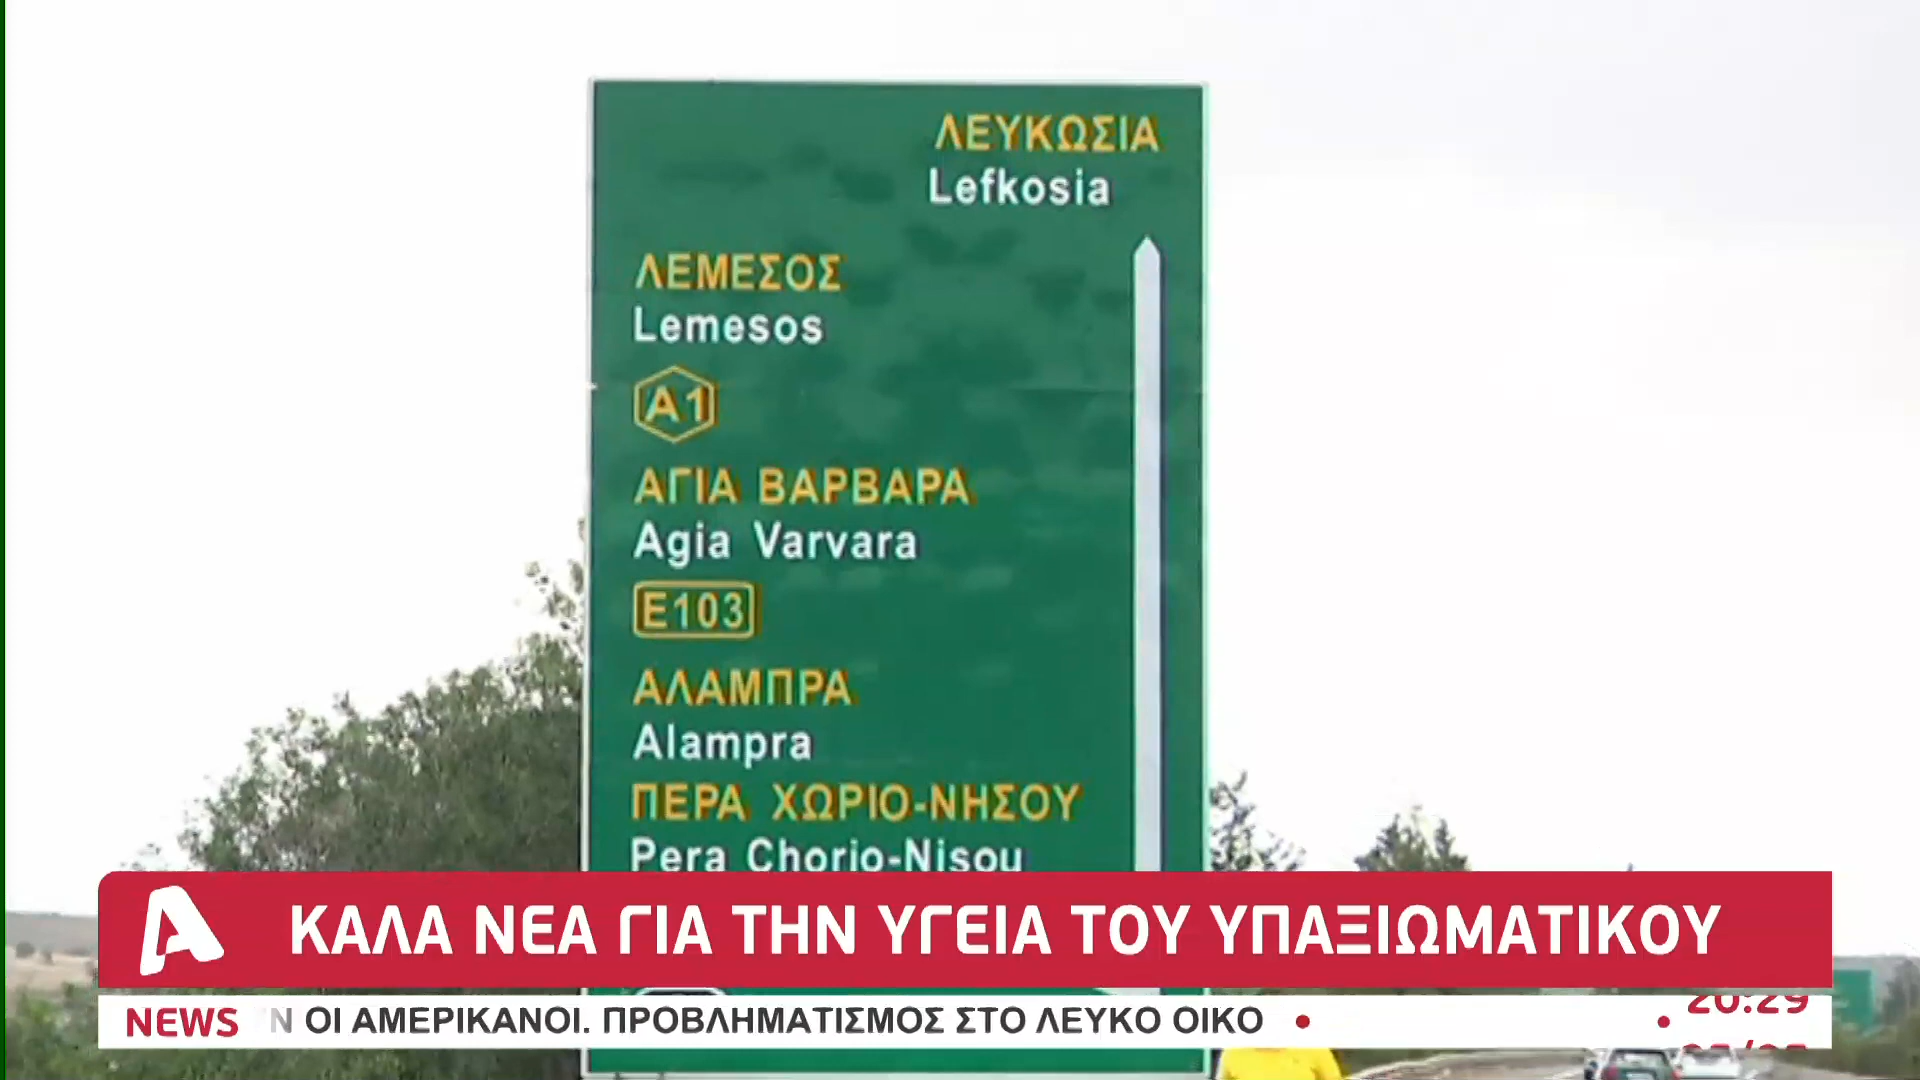 ΛΕΥΚΩΣΙΑ
Lefkosia
ΛΕΜΕΣΟΣ
Lemesos
A1
ΑΓΙΑ ΒΑΡΒΑΡΑ
Agia Varvara
E103
ΑΛΑΜΠΡΑ
Alampra
ΠΕΡΑ ΧΩΡΙΟ-ΝΗΣΟΥ
Pera Chorio-Nisou
ΚΑΛΑ ΝΕΑ ΓΙΑ ΤΗΝ ΥΓΕΙΑ ΤΟΥ ΥΠΑΞΙΩΜΑΤΙΚΟΥ
NEWS Ν ΟΙ ΑΜΕΡΙΚΑΝΟΙ. ΠΡΟΒΛΗΜΑΤΙΣΜΟΣ ΣΤΟ ΛΕΥΚΟ ΟΙΚΟ • • 20:29